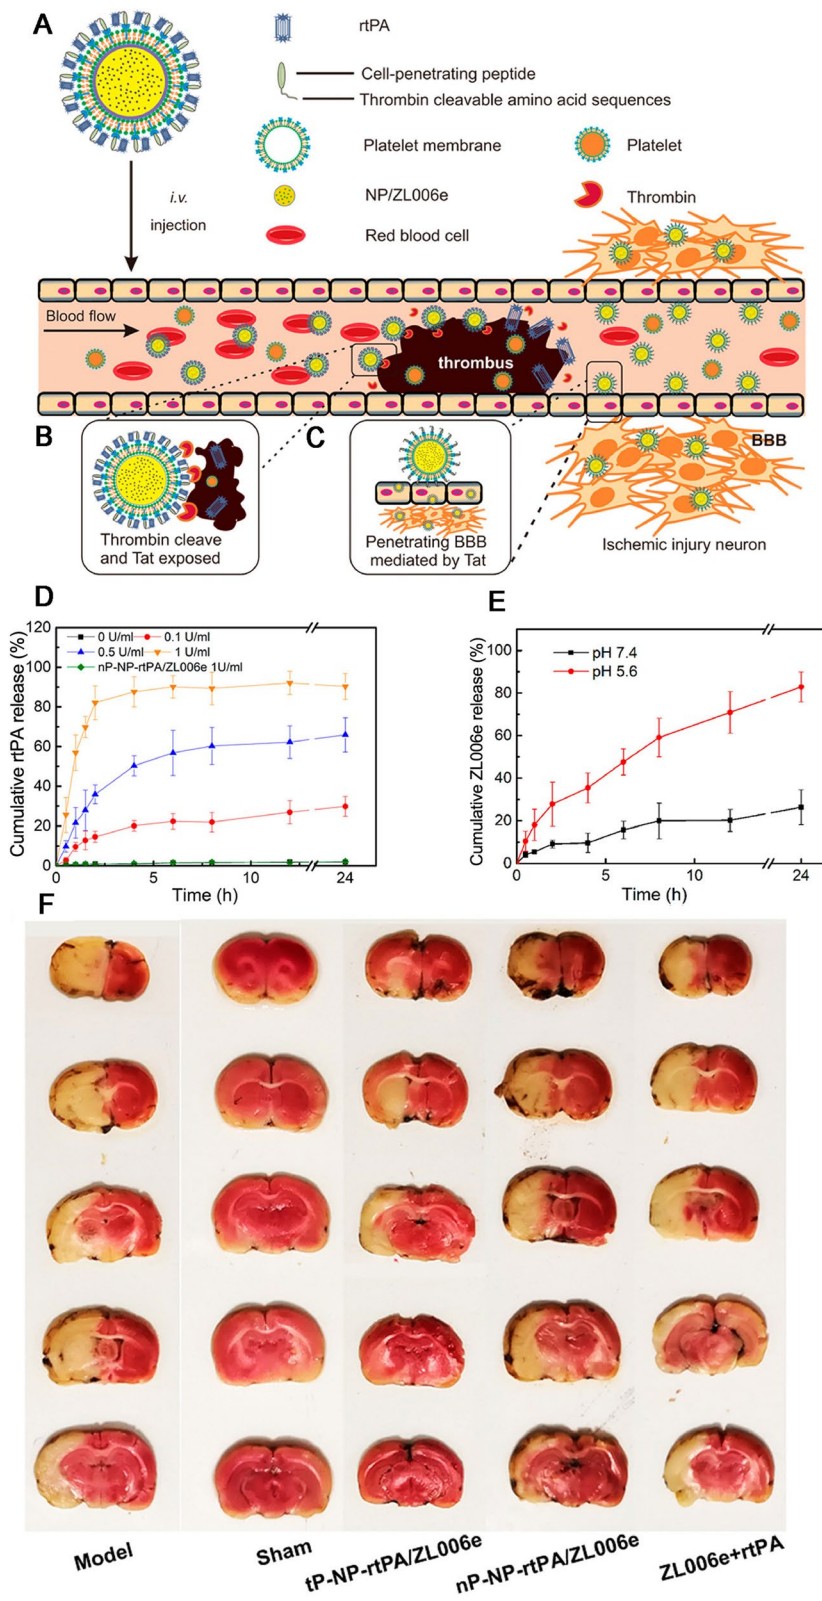 A
rtPA
Cell-penetrating peptide
Thrombin cleavable amino acid sequences
Platelet membrane
Platelet
i.v.
injection
NP/ZL006e
Thrombin
Red blood cell
Blood flow
thrombus
B
C
BBB
Thrombin cleave
and Tat exposed
Penetrating BBB
mediated by Tat
Ischemic injury neuron
D
120
100
80
60
40
20
0
Cumulative rtPA release (%)
0 U/ml
0.1 U/ml
0.5 U/ml
1 U/ml
nP-NP-rtPA/ZL006e 1U/ml
0
5
10
24
Time (h)
E
100
80
60
40
20
0
Cumulative ZL006e release (%)
pH 7.4
pH 5.6
0
5
10
24
Time (h)
F
Model
Sham
tP-NP-rtPA/ZL006e
nP-NP-rtPA/ZL006e
ZL006e+rtPA